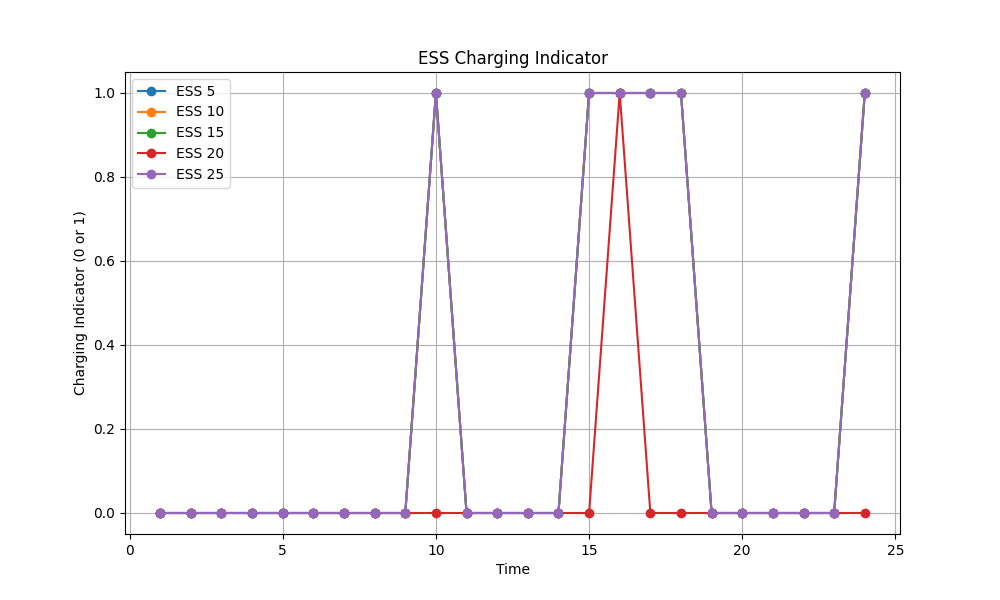 ESS Charging Indicator
ESS 5
ESS 10
ESS 15
ESS 20
ESS 25
Charging Indicator (0 or 1)
1.0
0.8
0.6
0.4
0.2
0.0
0 5 10 15 20 25
Time